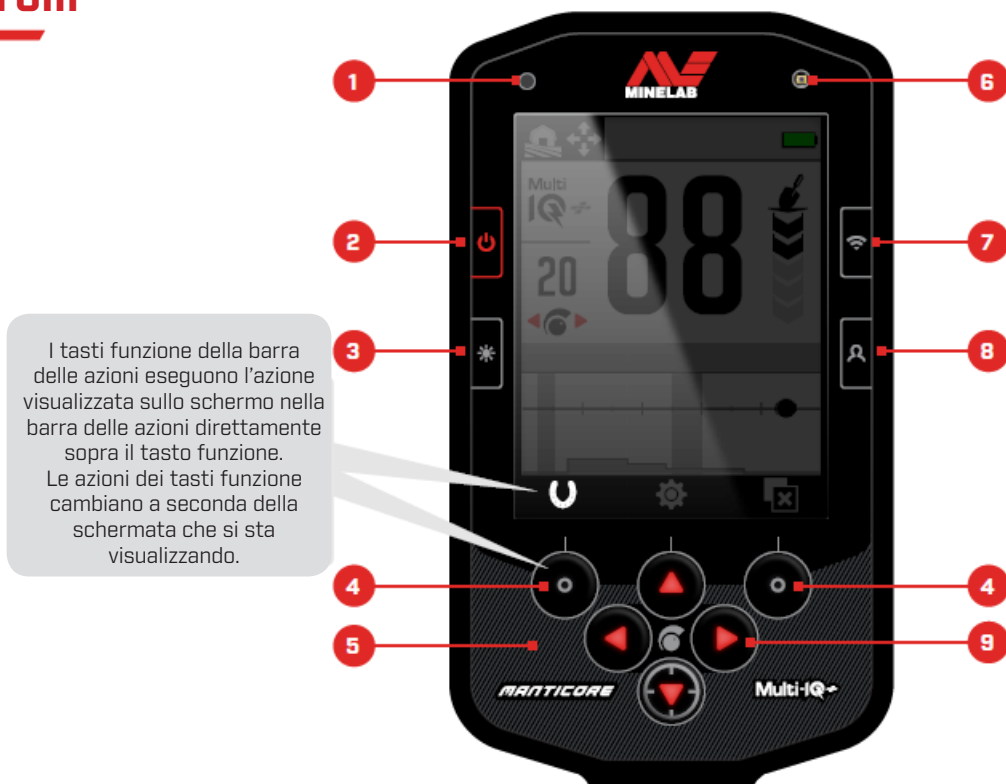 1
MINELAB
6
Multi
IQ+
88
2
7
20
I tasti funzione della barra
delle azioni eseguono l'azione
visualizzata sullo schermo nella
barra delle azioni direttamente
sopra il tasto funzione.
Le azioni dei tasti funzione
cambiano a seconda della
schermata che si sta
visualizzando.
3
8
4
4
5
9
MANTICORE
Multi-IQ+